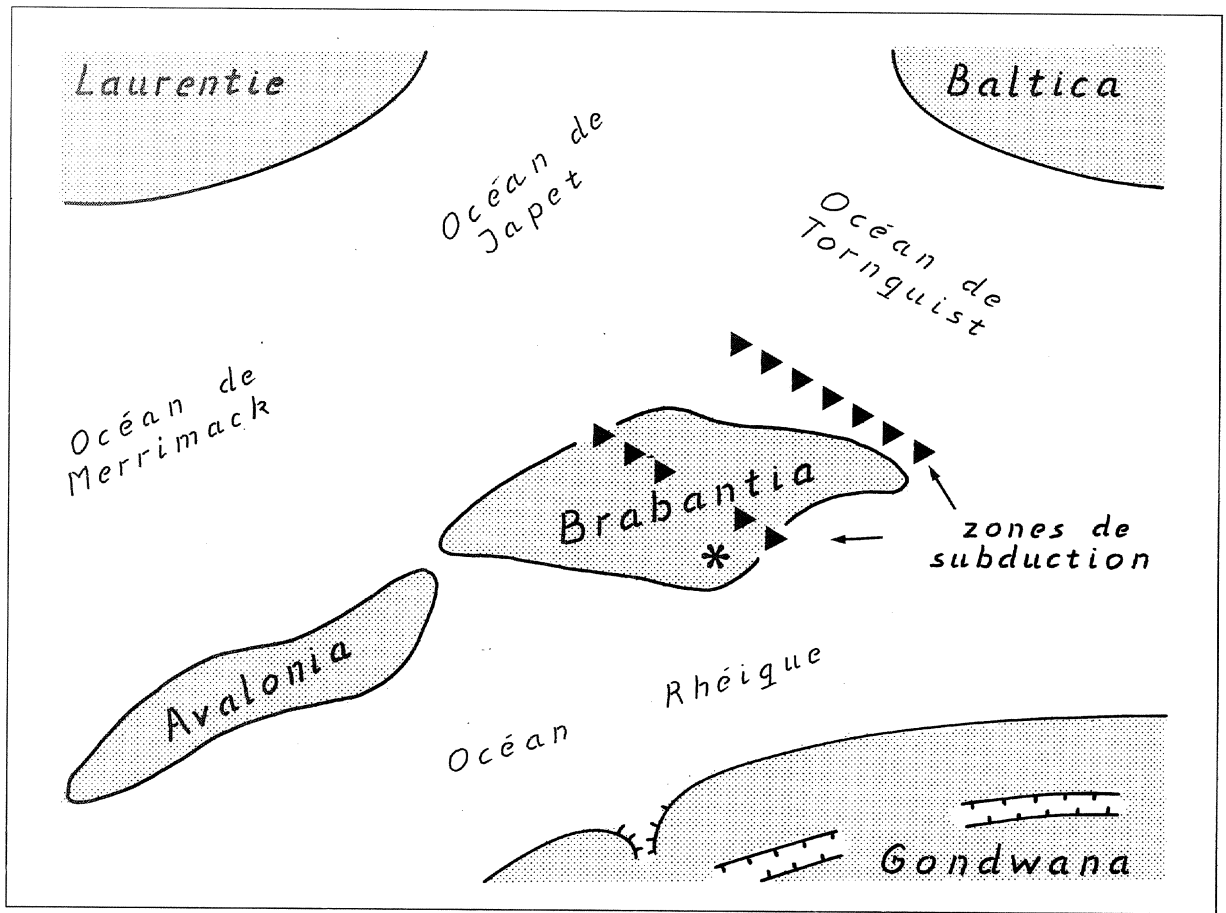 Laurentie
Baltica
Océan de
Japet
Océan de
Tornquist
Océan de
Merrimack
Brabantia
*
zones de
subduction
Avalonia
Océan Rhéique
Gondwana